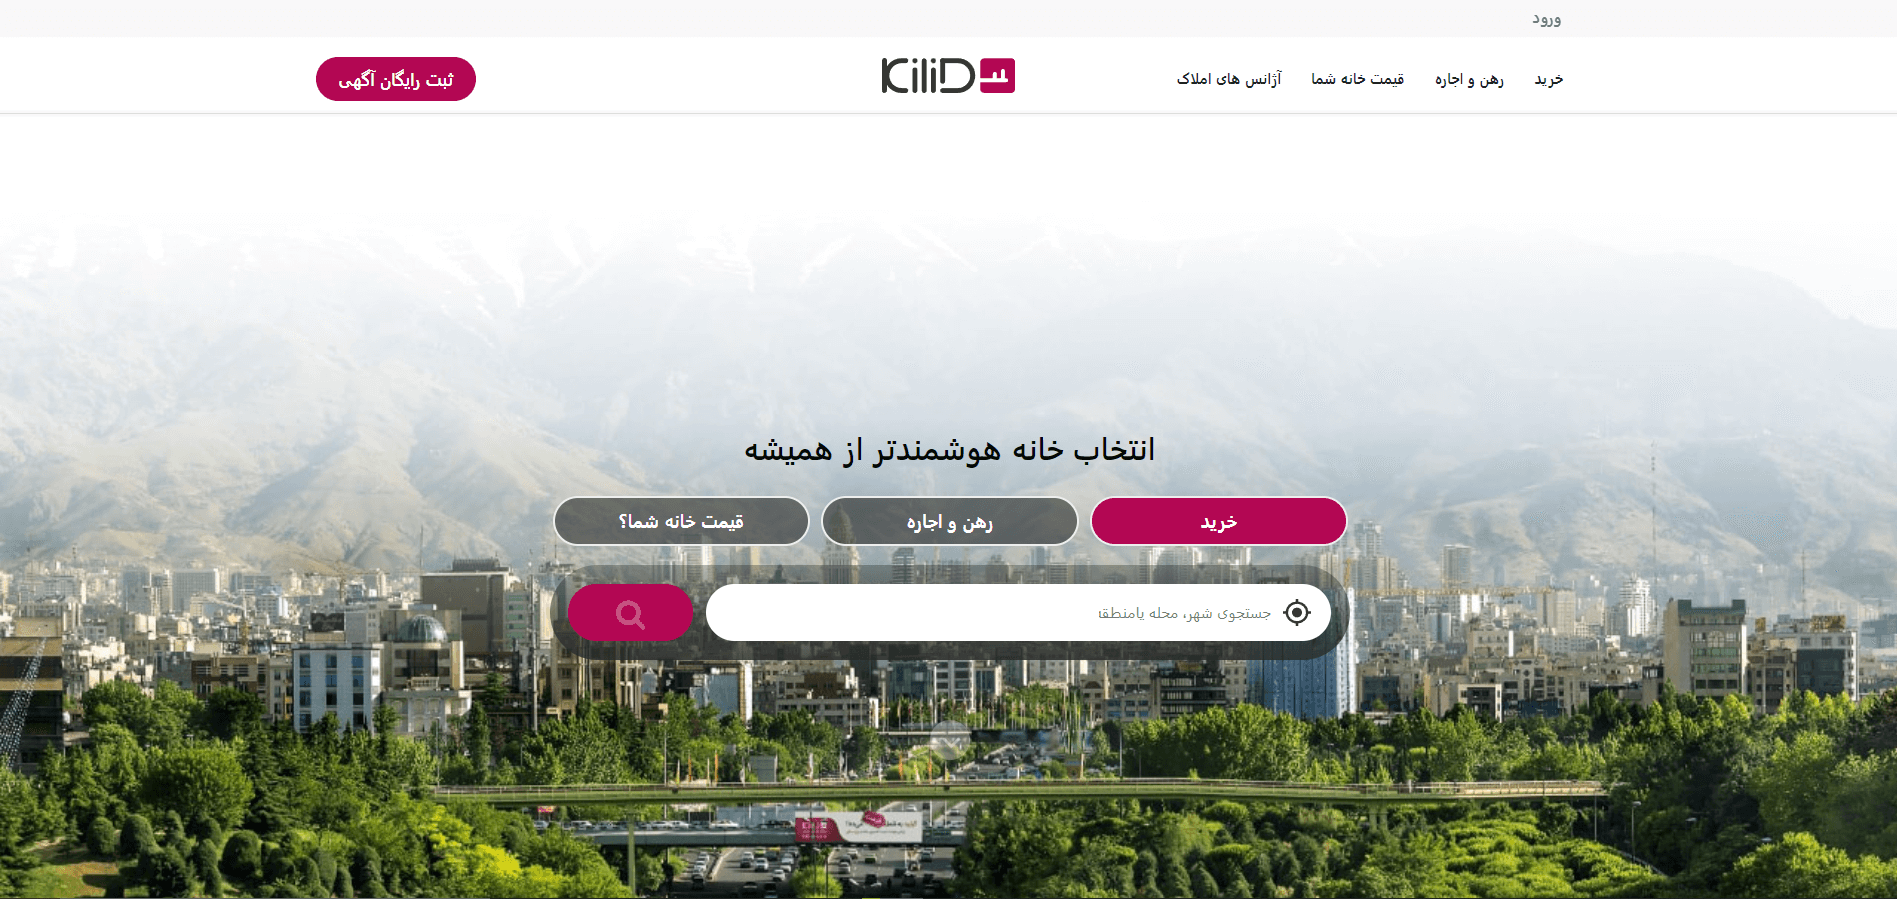 ورود
خرید
رهن و اجاره
قیمت خانه شما
آژانس های املاک
KiliD
ثبت رایگان آگهی
انتخاب خانه هوشمندتر از همیشه
خرید
رهن و اجاره
قیمت خانه شما؟
جستجوی شهر، محله یامنطقه